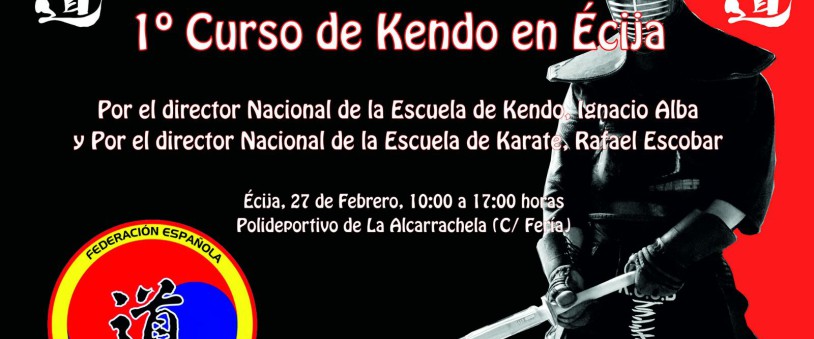 1º Curso de Kendo en Écija
Por el director Nacional de la Escuela de Kendo, Ignacio Alba
y Por el director Nacional de la Escuela de Karate, Rafael Escobar
Écija, 27 de Febrero, 10:00 a 17:00 horas
Polideportivo de La Alcarrachela (C/ Feria)
FEDERACIÓN ESPAÑOLA
道